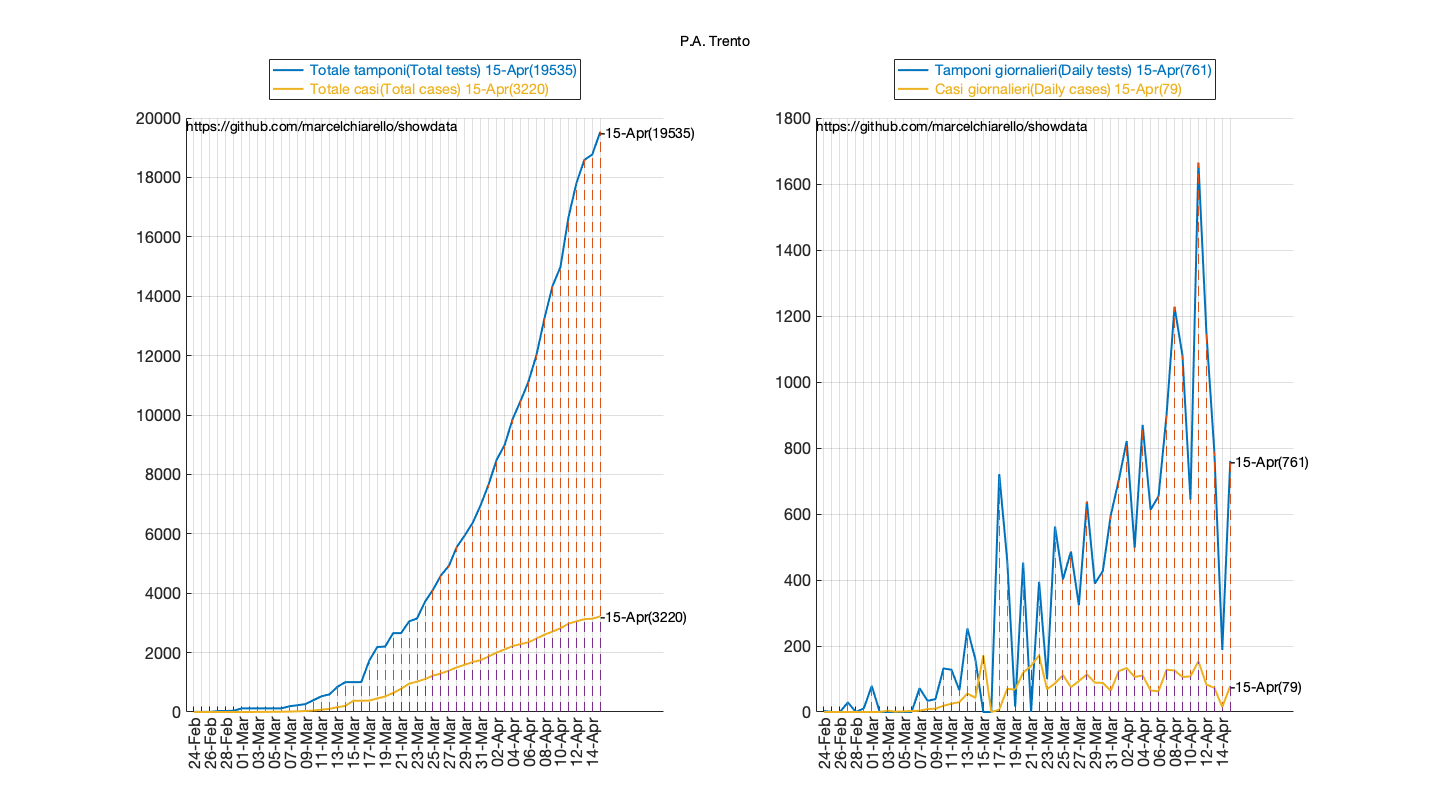 P.A. Trento
Totale tamponi(Total tests) 15-Apr(19535)
Totale casi(Total cases) 15-Apr(3220)
https://github.com/marcelchiarello/showdata
20000
18000
16000
14000
12000
10000
8000
6000
4000
2000
0
15-Apr(19535)
15-Apr(3220)
24-Feb
26-Feb
28-Feb
01-Mar
03-Mar
05-Mar
07-Mar
09-Mar
11-Mar
13-Mar
15-Mar
17-Mar
19-Mar
21-Mar
23-Mar
25-Mar
27-Mar
29-Mar
31-Mar
02-Apr
04-Apr
06-Apr
08-Apr
10-Apr
12-Apr
14-Apr
Tamponi giornalieri(Daily tests) 15-Apr(761)
Casi giornalieri(Daily cases) 15-Apr(79)
https://github.com/marcelchiarello/showdata
1800
1600
1400
1200
1000
800
600
400
200
0
15-Apr(761)
15-Apr(79)
24-Feb
26-Feb
28-Feb
01-Mar
03-Mar
05-Mar
07-Mar
09-Mar
11-Mar
13-Mar
15-Mar
17-Mar
19-Mar
21-Mar
23-Mar
25-Mar
27-Mar
29-Mar
31-Mar
02-Apr
04-Apr
06-Apr
08-Apr
10-Apr
12-Apr
14-Apr